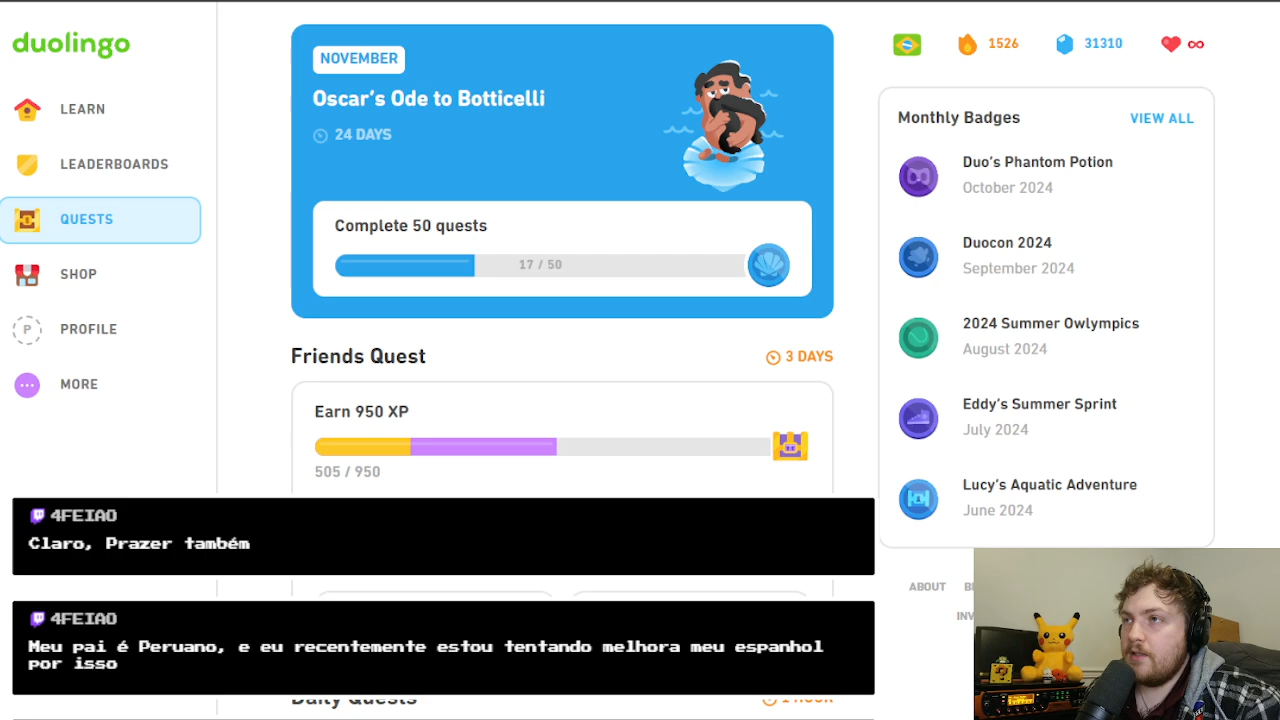 duolingo
LEARN
LEADERBOARDS
QUESTS
SHOP
P
PROFILE
MORE
NOVEMBER
Oscar's Ode to Botticelli
24 DAYS
Complete 50 quests
17 / 50
Friends Quest
3 DAYS
Earn 950 XP
505 / 950
4FEIAO
Claro, Prazer também
4FEIAO
Meu pai é Peruano, e eu recentemente estou tentando melhora meu espanhol
por isso
Daily Quests
1 HOUR
1526
31310
∞
Monthly Badges
VIEW ALL
Duo's Phantom Potion
October 2024
Duocon 2024
September 2024
2024 Summer Owlympics
August 2024
Eddy's Summer Sprint
July 2024
Lucy's Aquatic Adventure
June 2024
ABOUT